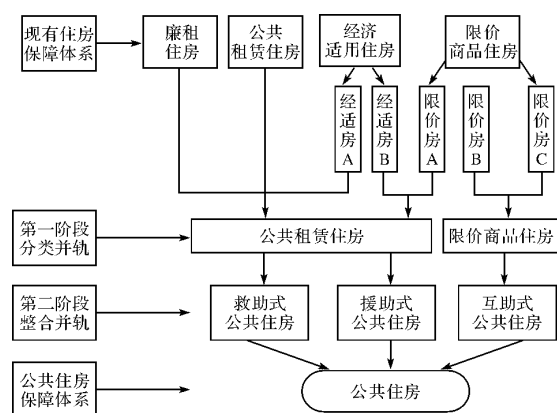 现有住房
保障体系
廉租
住房
公共
租赁住房
经济
适用住房
限价
商品住房
经
适
房
A
经
适
房
B
限
价
房
A
限
价
房
B
限
价
房
C
第一阶段
分类并轨
公共租赁住房
限价商品住房
第二阶段
整合并轨
救助式
公共住房
援助式
公共住房
互助式
公共住房
公共住房
保障体系
公共住房